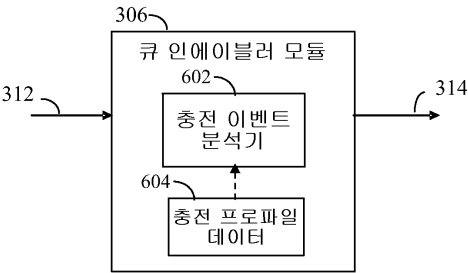 306
큐 인에이블러 모듈
312
314
602
충전 이벤트
분석기
604
충전 프로파일
데이터